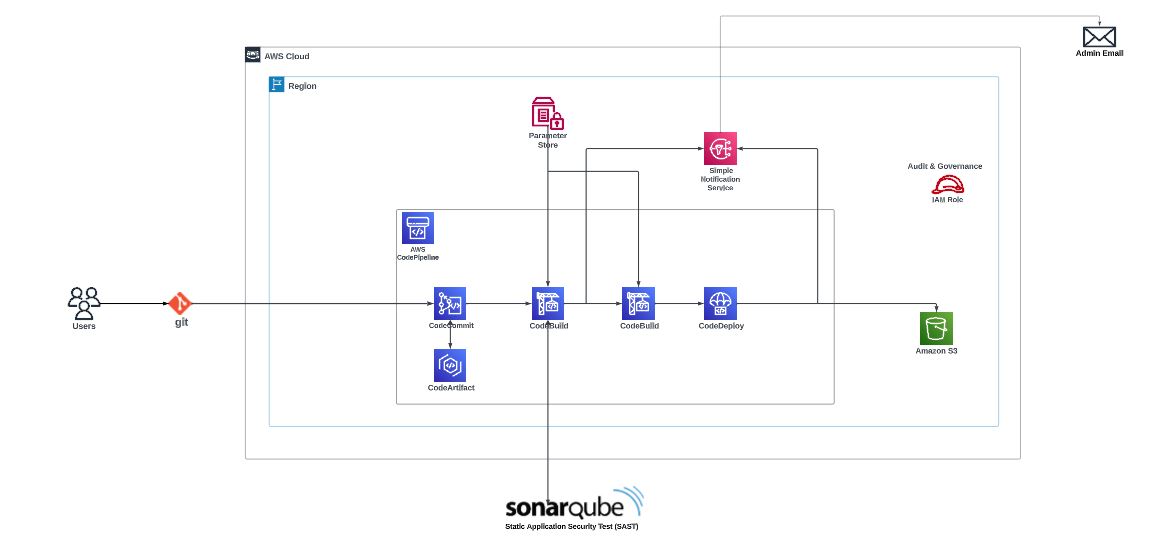 Admin Email
aws
AWS Cloud
Region
Parameter
Store
Simple
Notification
Service
Audit & Governance
IAM Role
AWS
CodePipeline
Users
git
CodeCommit
CodeBuild
CodeBuild
CodeDeploy
Amazon S3
CodeArtifact
sonarqube
Static Application Security Test (SAST)